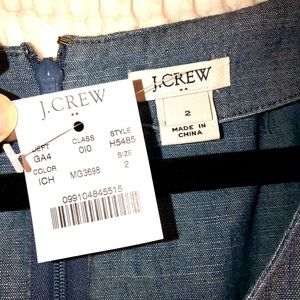 J.CREW
DEPT CLASS STYLE
GA4 010 H5485
COLOR SIZE
ICH MG3698 2
099104845515
J.CREW
2
MADE IN
CHINA